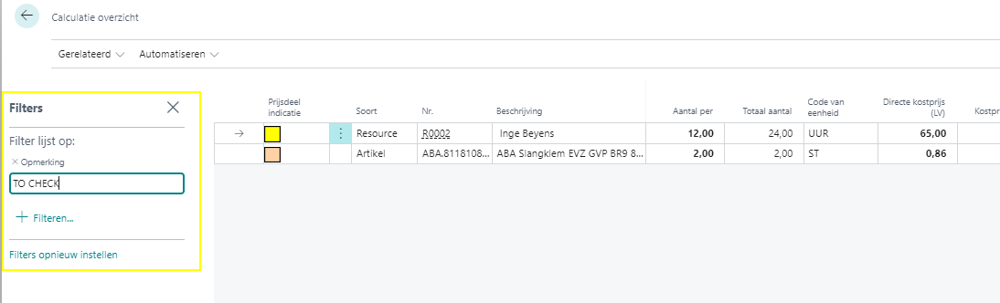 Calculatie overzicht
Gerelateerd
Automatiseren
Filters
Filter lijst op:
× Opmerking
TO CHECK
+ Filteren...
Filters opnieuw instellen
Prijsdeel indicatie Soort Nr. Beschrijving Aantal per Totaal aantal Code van eenheid Directe kostprijs (LV) Kostpr
Resource R0002 Inge Beyens 12,00 24,00 UUR 65,00
Artikel ABA.8118108... ABA Slangklem EVZ GVP BR9 8... 2,00 2,00 ST 0,86